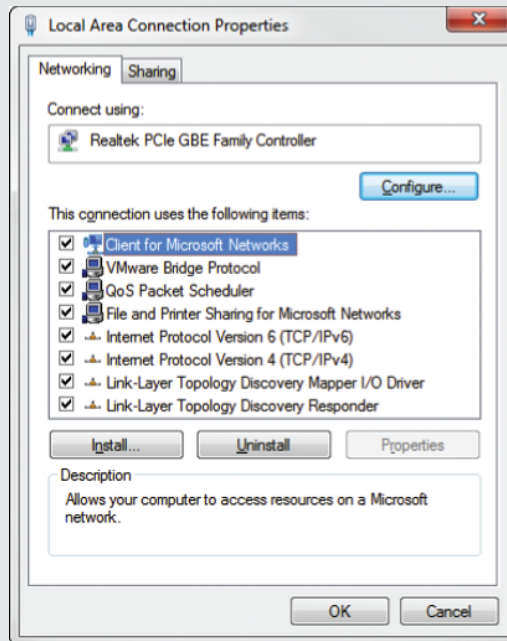 Local Area Connection Properties
Networking
Sharing
Connect using:
Realtek PCIe GBE Family Controller
Configure...
This connection uses the following items:
Client for Microsoft Networks
VMware Bridge Protocol
QoS Packet Scheduler
File and Printer Sharing for Microsoft Networks
Internet Protocol Version 6 (TCP/IPv6)
Internet Protocol Version 4 (TCP/IPv4)
Link-Layer Topology Discovery Mapper I/O Driver
Link-Layer Topology Discovery Responder
Install...
Uninstall
Properties
Description
Allows your computer to access resources on a Microsoft
network.
OK
Cancel